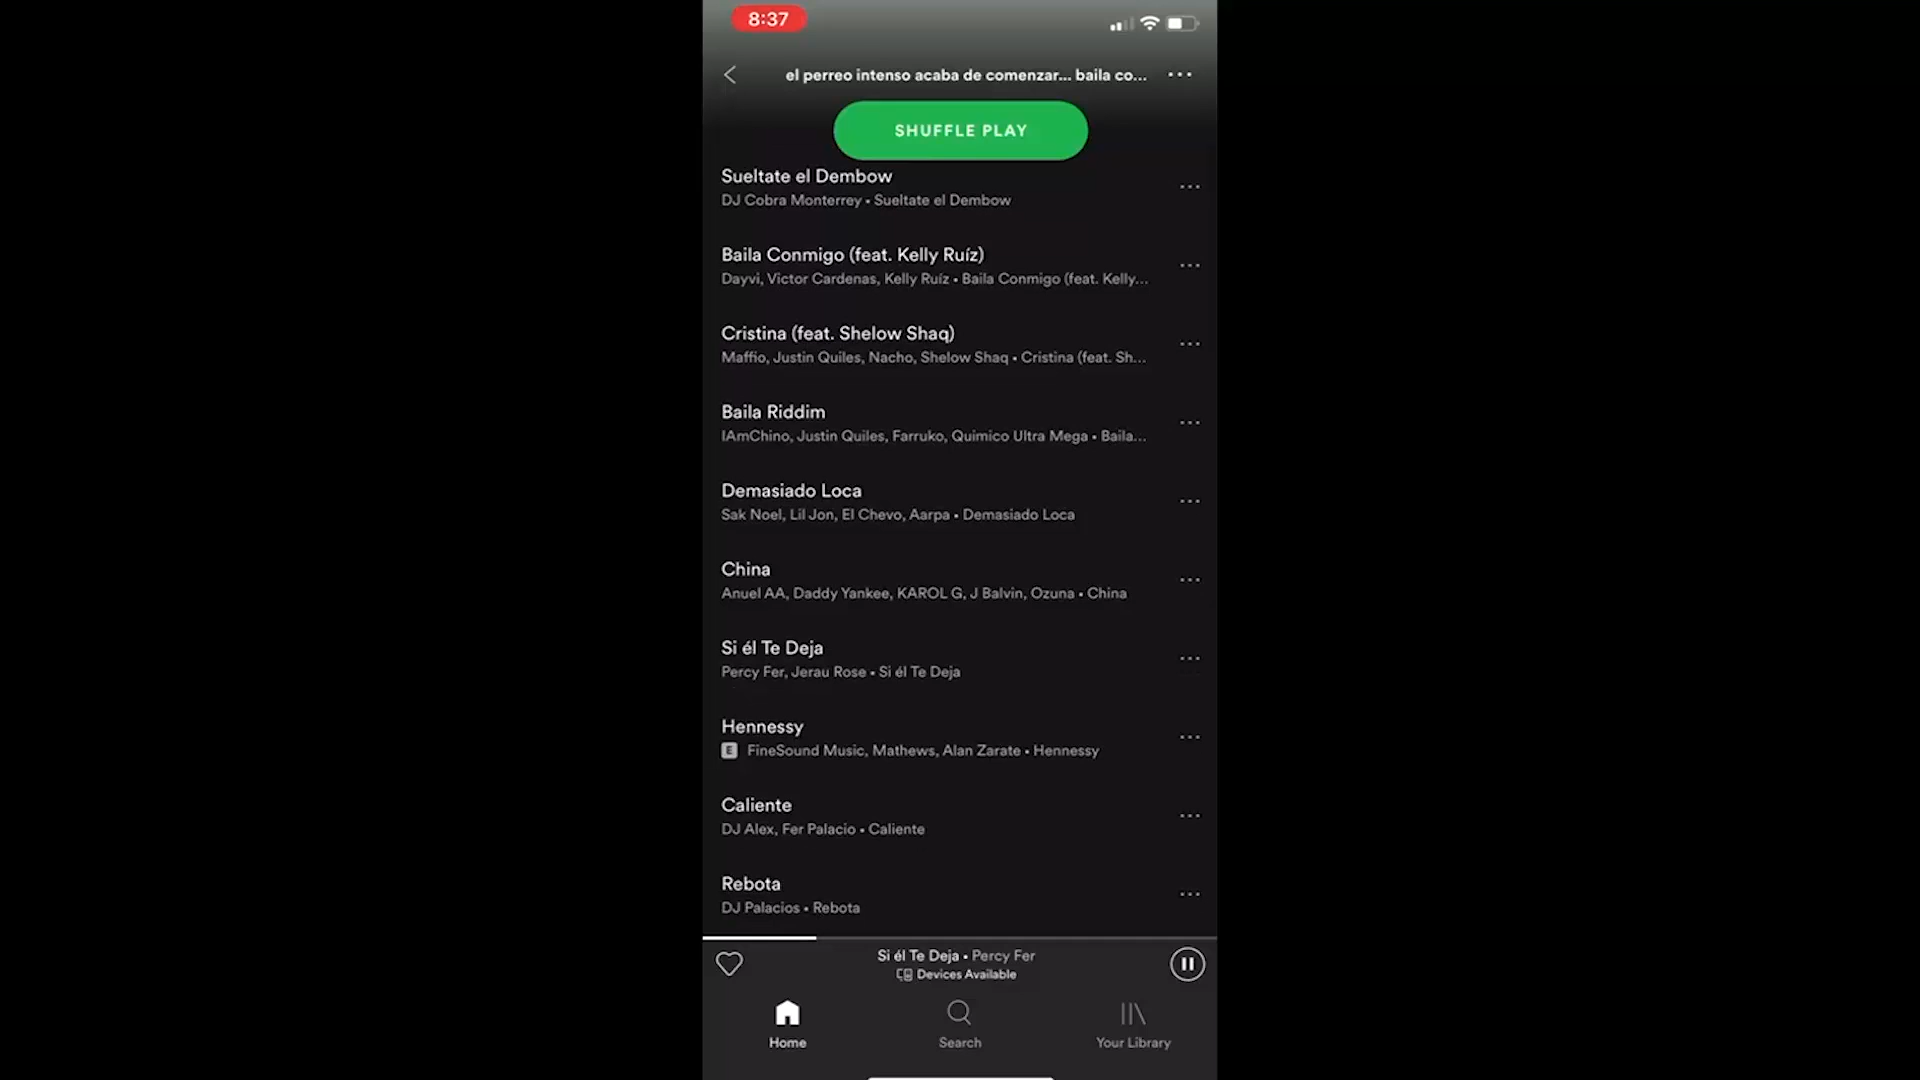 8:37
el perreo intenso acaba de comenzar... baila co...
SHUFFLE PLAY
Sueltate el Dembow
DJ Cobra Monterrey • Sueltate el Dembow
Baila Conmigo (feat. Kelly Ruíz)
Dayvi, Victor Cardenas, Kelly Ruíz • Baila Conmigo (feat. Kelly...
Cristina (feat. Shelow Shaq)
Maffio, Justin Quiles, Nacho, Shelow Shaq • Cristina (feat. Sh...
Baila Riddim
IAmChino, Justin Quiles, Farruko, Quimico Ultra Mega • Baila...
Demasiado Loca
Sak Noel, Lil Jon, El Chevo, Aarpa • Demasiado Loca
China
Anuel AA, Daddy Yankee, KAROL G, J Balvin, Ozuna • China
Si él Te Deja
Percy Fer, Jerau Rose • Si él Te Deja
Hennessy
E FineSound Music, Mathews, Alan Zarate • Hennessy
Caliente
DJ Alex, Fer Palacio • Caliente
Rebota
DJ Palacios • Rebota
Si él Te Deja • Percy Fer
Devices Available
Home
Search
Your Library